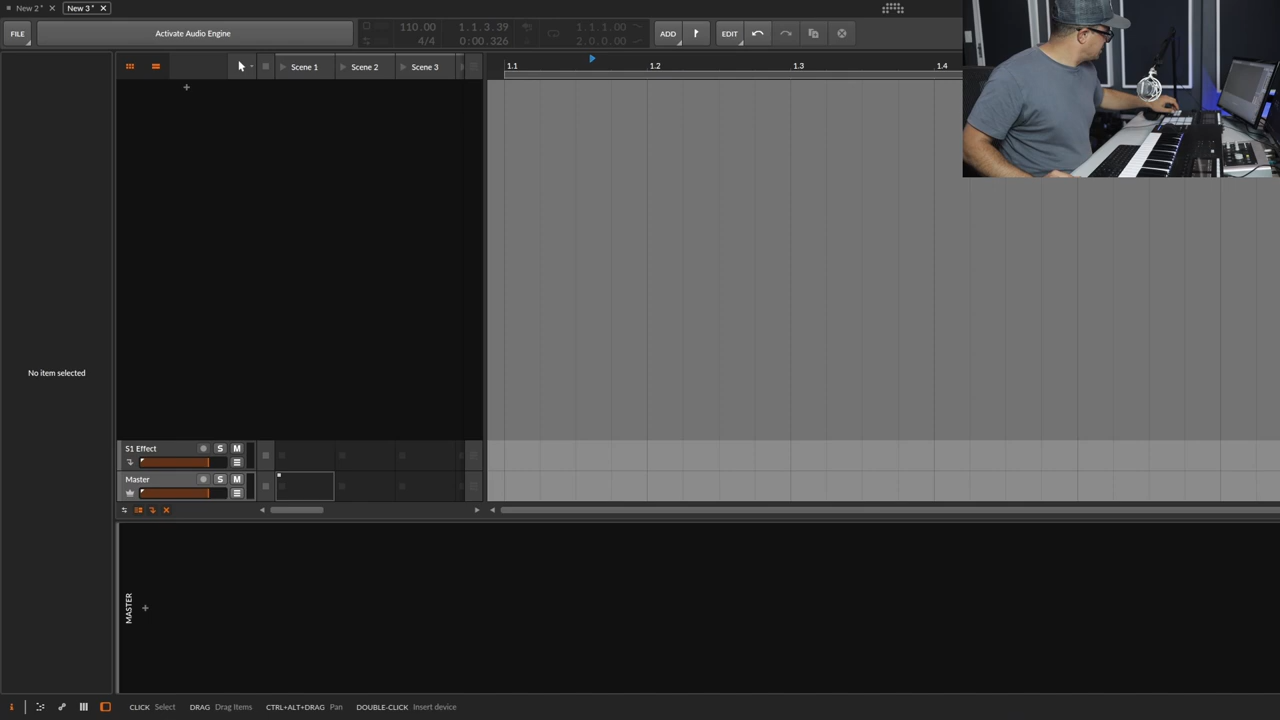 New 2*
New 3*
FILE
Activate Audio Engine
110.00
4/4
1.1.3.39
0:00.326
1.1.1.00
2.0.0.00
ADD
EDIT
Scene 1
Scene 2
Scene 3
1.1
1.2
1.3
1.4
No item selected
S1 Effect
S
M
Master
S
M
MASTER
i
CLICK Select
DRAG Drag Items
CTRL+ALT+DRAG Pan
DOUBLE-CLICK Insert device